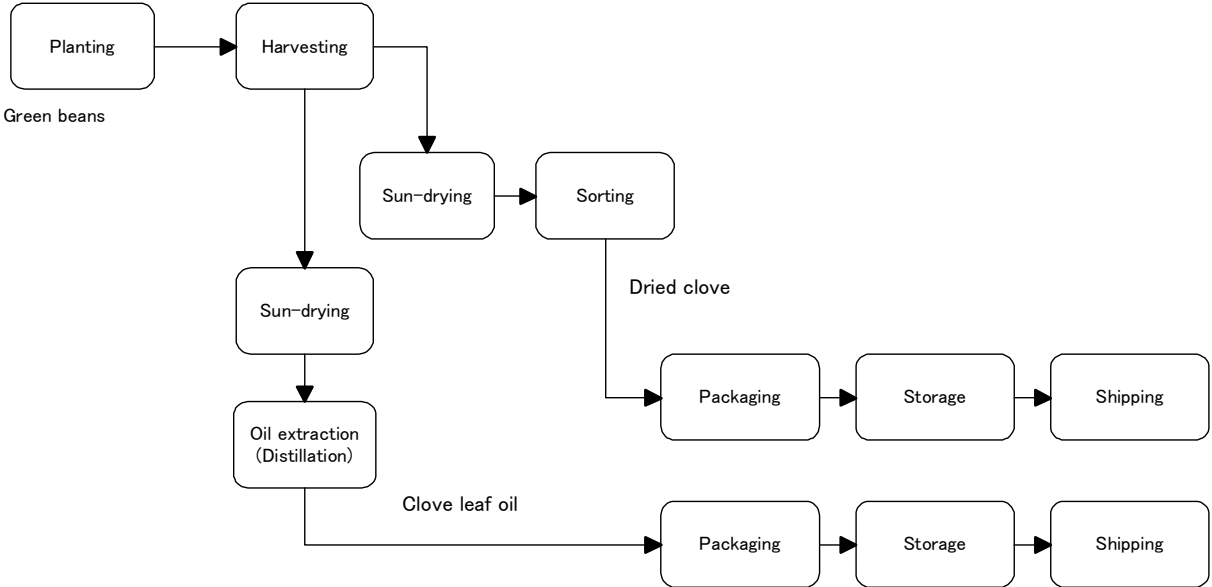 Planting
Harvesting
Green beans
Sun-drying
Sorting
Dried clove
Sun-drying
Packaging
Storage
Shipping
Oil extraction
(Distillation)
Clove leaf oil
Packaging
Storage
Shipping